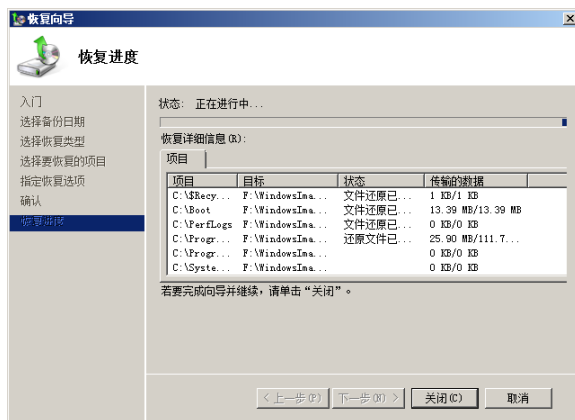 恢复向导
恢复进度
入门
选择备份日期
选择恢复类型
选择要恢复的项目
指定恢复选项
确认
恢复进度
状态: 正在进行中...
恢复详细信息(R):
项目
项目 目标 状态 传输的数据
C:\$Recy... F:\WindowsIma... 文件还原已... 1 KB/1 KB
C:\Boot F:\WindowsIma... 文件还原已... 13.39 MB/13.39 MB
C:\PerfLogs F:\WindowsIma... 文件还原已... 0 KB/0 KB
C:\Progr... F:\WindowsIma... 还原文件已... 25.90 MB/111.7...
C:\Progr... F:\WindowsIma... 0 KB/0 KB
C:\Syste... F:\WindowsIma... 0 KB/0 KB
若要完成向导并继续，请单击“关闭”。
< 上一步(P) 下一步(N) > 关闭(C) 取消